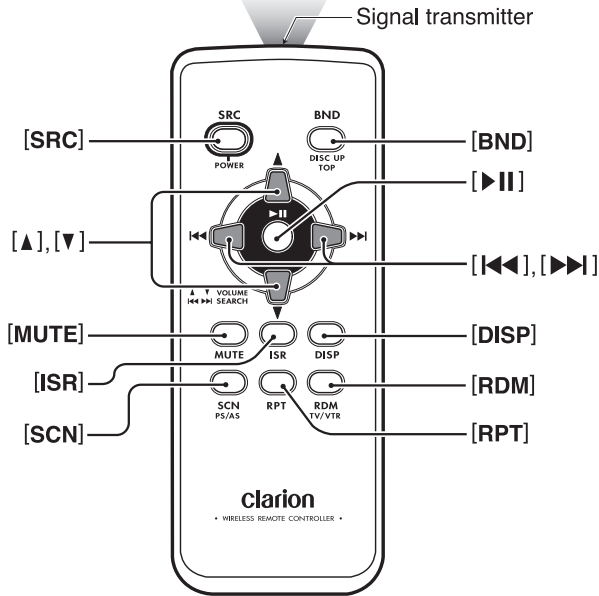 Signal transmitter
SRC
BND
[SRC]
[BND]
POWER
DISC UP
TOP
▲
[▶II]
▶II
[▲],[▼]
I◀◀
▶▶I
[I◀◀],[▶▶I]
▲ ▼ VOLUME
I◀◀ ▶▶I SEARCH
▼
[MUTE]
[DISP]
MUTE
ISR
DISP
[ISR]
[RDM]
SCN
RPT
RDM
PS/AS
TV/VTR
[SCN]
[RPT]
clarion
• WIRELESS REMOTE CONTROLLER •